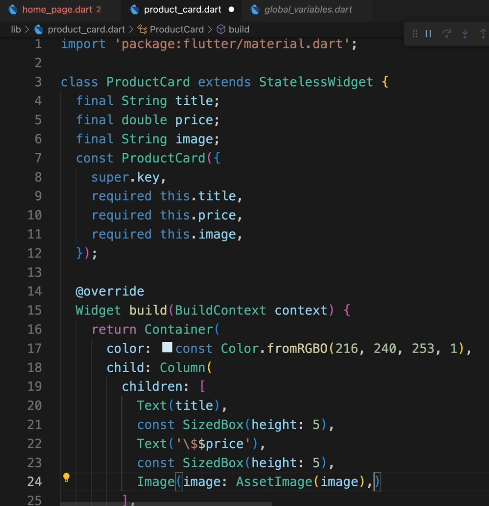 home_page.dart 2
product_card.dart
global_variables.dart
lib > product_card.dart > ProductCard > build
1 import 'package:flutter/material.dart';
2
3 class ProductCard extends StatelessWidget {
4 final String title;
5 final double price;
6 final String image;
7 const ProductCard({
8 super.key,
9 required this.title,
10 required this.price,
11 required this.image,
12 });
13
14 @override
15 Widget build(BuildContext context) {
16 return Container(
17 color: const Color.fromRGBO(216, 240, 253, 1),
18 child: Column(
19 children: [
20 Text(title),
21 const SizedBox(height: 5),
22 Text('\$$price'),
23 const SizedBox(height: 5),
24 Image(image: AssetImage(image),)
25 ],